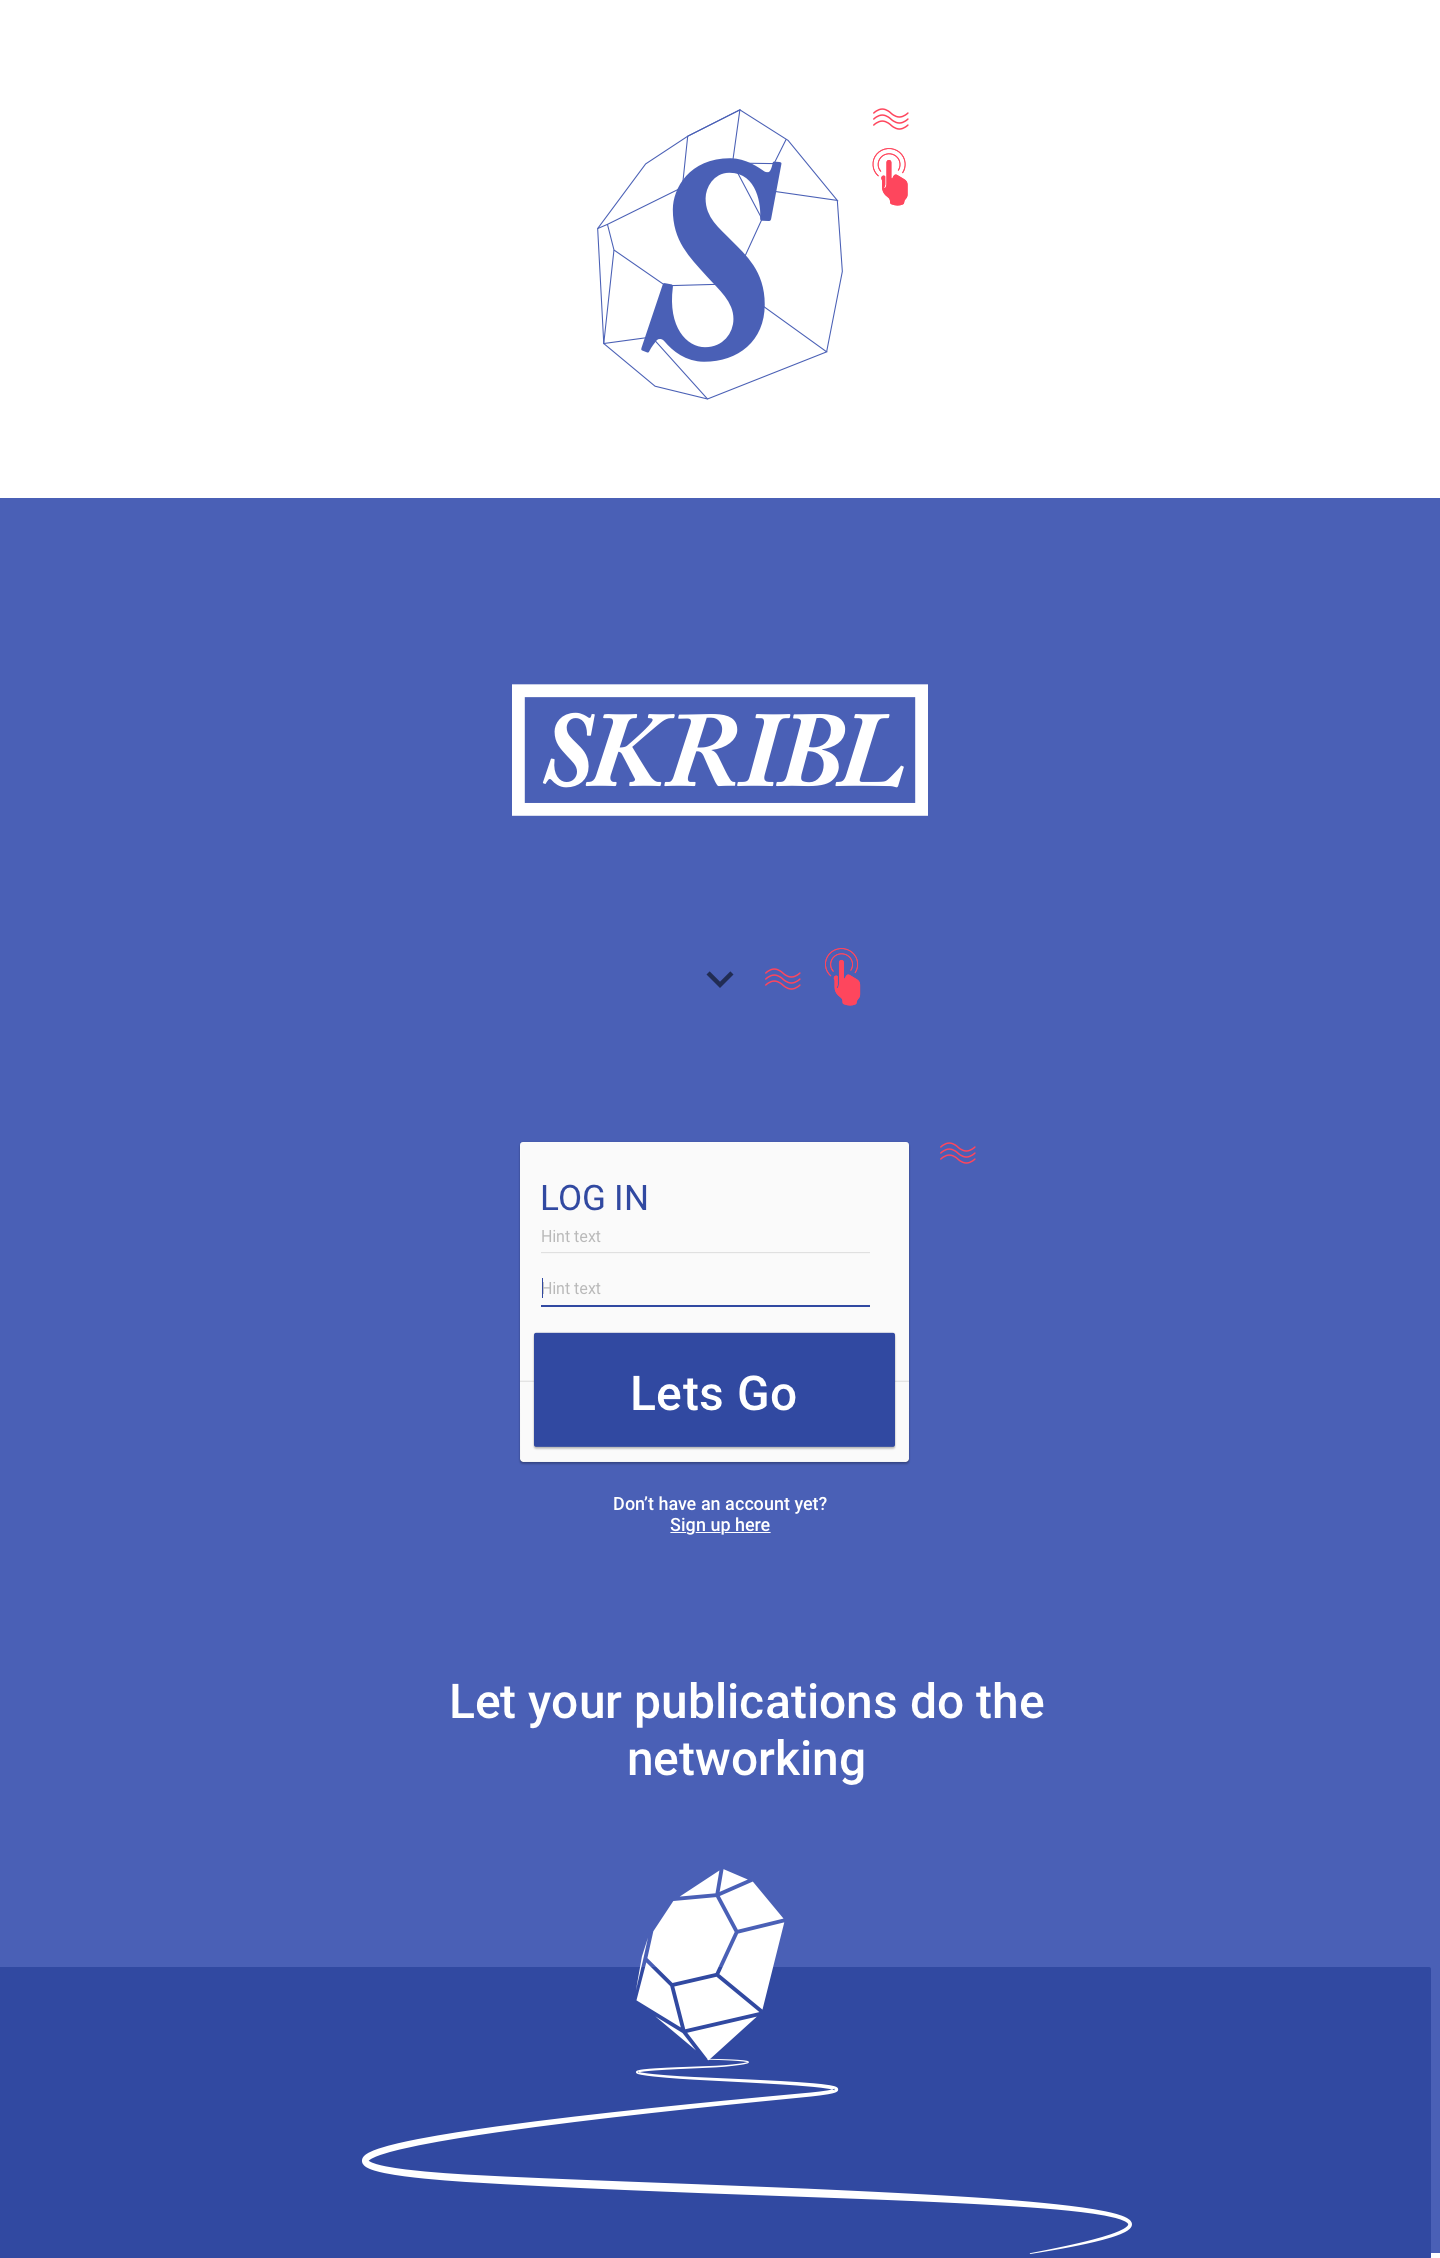 S
SKRIBL
LOG IN
Hint text
Hint text
Lets Go
Don’t have an account yet?
Sign up here
Let your publications do the
networking